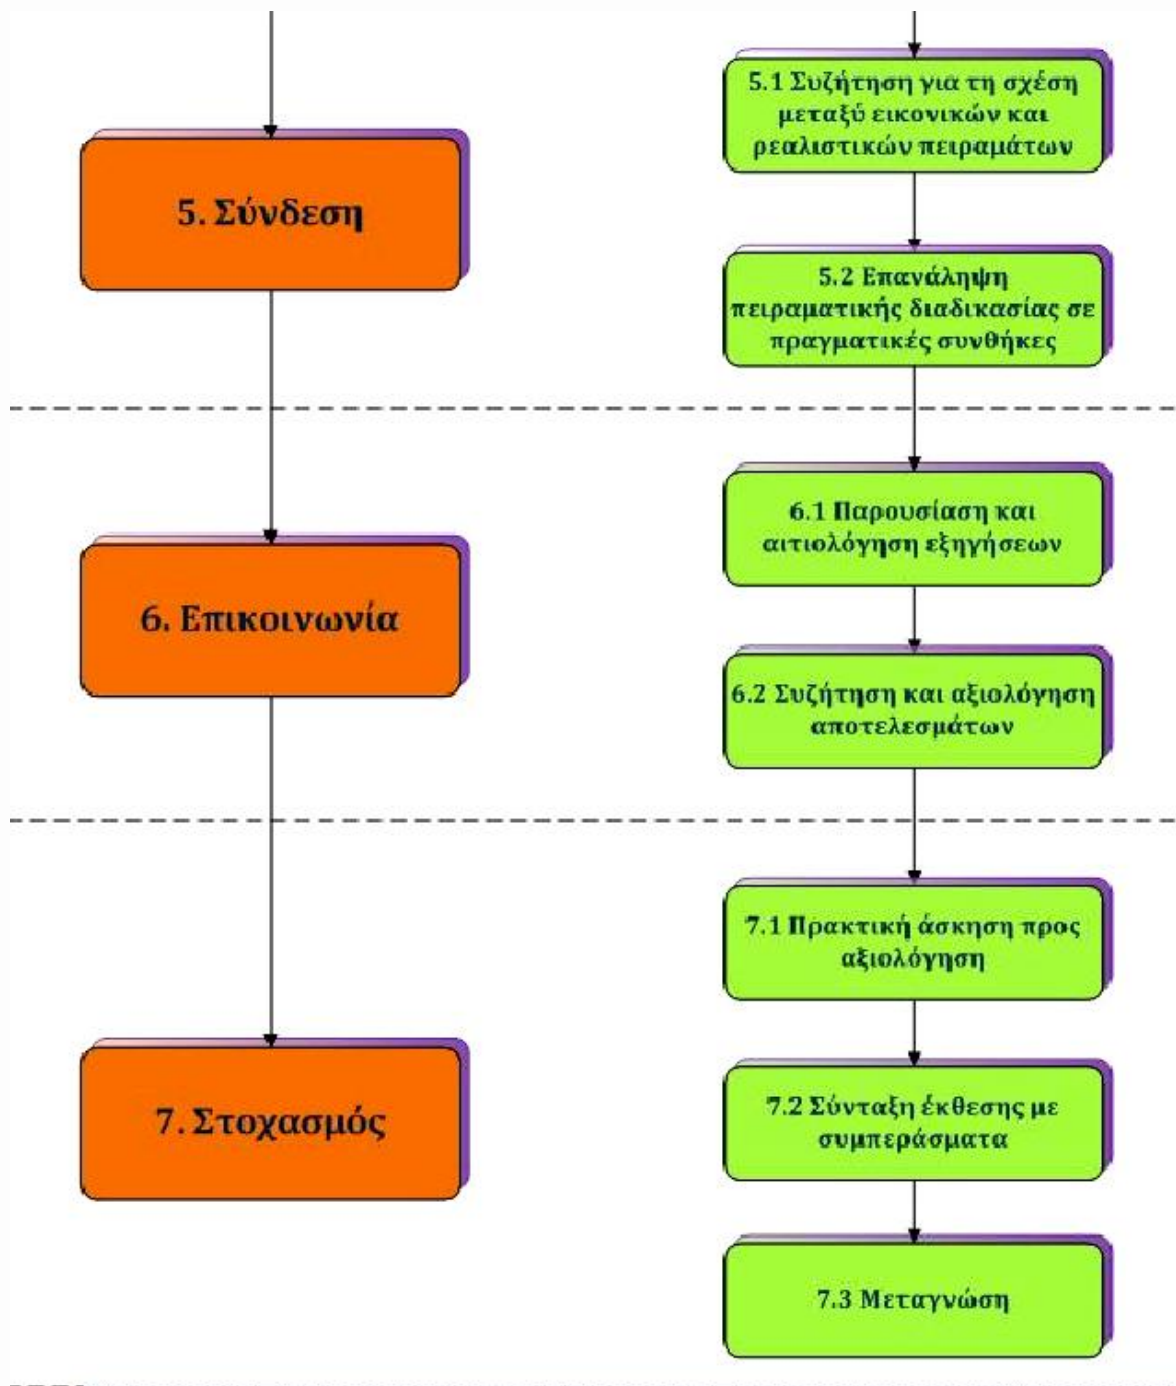 5. Σύνδεση
5.1 Συζήτηση για τη σχέση
μεταξύ εικονικών και
ρεαλιστικών πειραμάτων
5.2 Επανάληψη
πειραματικής διαδικασίας σε
πραγματικές συνθήκες
6. Επικοινωνία
6.1 Παρουσίαση και
αιτιολόγηση εξηγήσεων
6.2 Συζήτηση και αξιολόγηση
αποτελεσμάτων
7. Στοχασμός
7.1 Πρακτική άσκηση προς
αξιολόγηση
7.2 Σύνταξη έκθεσης με
συμπεράσματα
7.3 Μεταγνώση